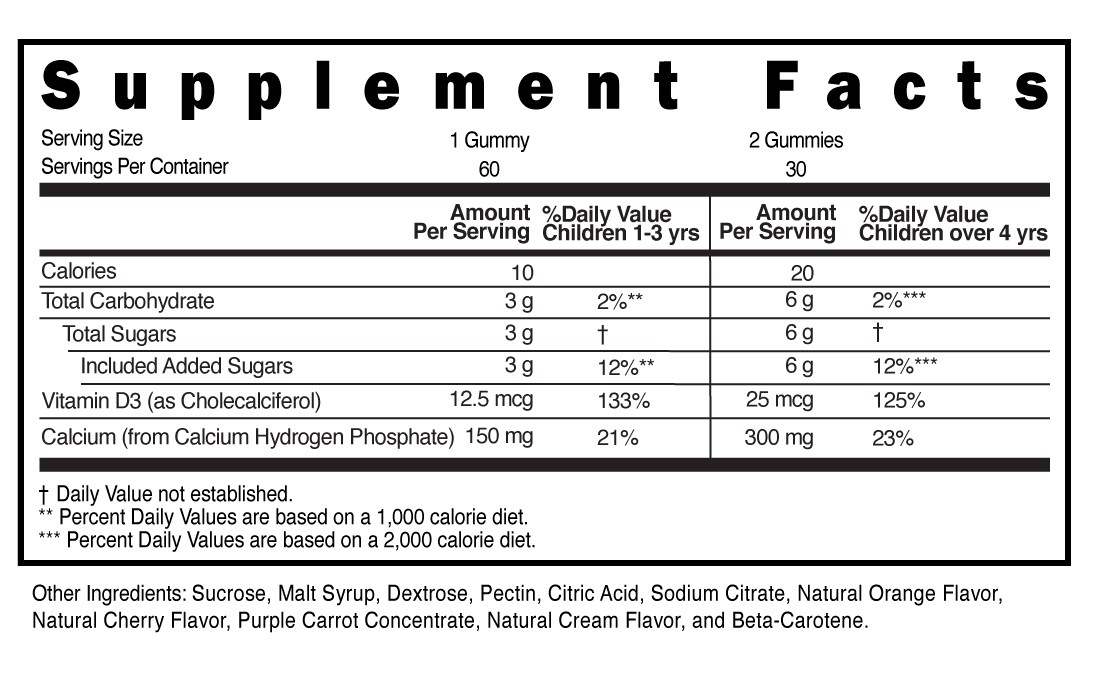 Supplement Facts
Serving Size 1 Gummy 2 Gummies
Servings Per Container 60 30
Amount Per Serving %Daily Value Children 1-3 yrs Amount Per Serving %Daily Value Children over 4 yrs
Calories 10 20
Total Carbohydrate 3 g 2%** 6 g 2%***
Total Sugars 3 g † 6 g †
Included Added Sugars 3 g 12%** 6 g 12%***
Vitamin D3 (as Cholecalciferol) 12.5 mcg 133% 25 mcg 125%
Calcium (from Calcium Hydrogen Phosphate) 150 mg 21% 300 mg 23%
† Daily Value not established.
** Percent Daily Values are based on a 1,000 calorie diet.
*** Percent Daily Values are based on a 2,000 calorie diet.
Other Ingredients: Sucrose, Malt Syrup, Dextrose, Pectin, Citric Acid, Sodium Citrate, Natural Orange Flavor,
Natural Cherry Flavor, Purple Carrot Concentrate, Natural Cream Flavor, and Beta-Carotene.